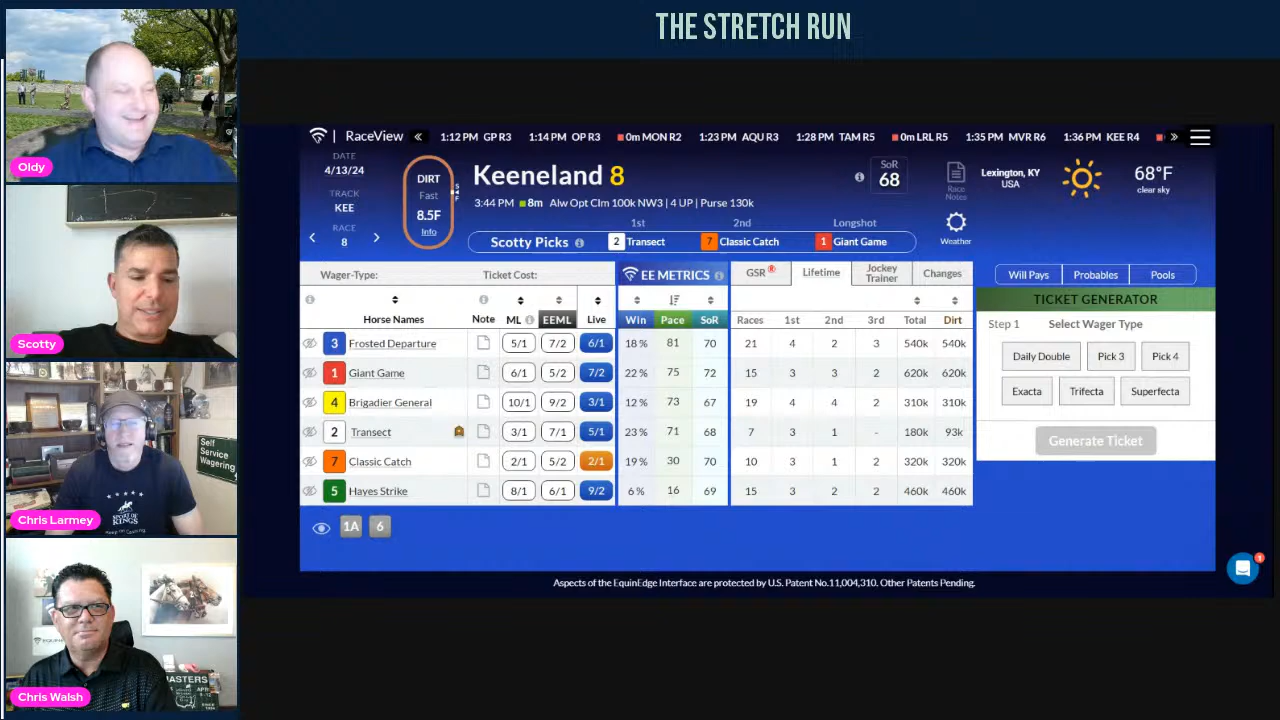 THE STRETCH RUN
Oldy
Scotty
Self
Service
Wagering
SPORT OF
KINGS
Chris Larmey
MASTERS
Chris Walsh
RaceView « 1:12 PM GP R3 1:14 PM OP R3 0m MON R2 1:23 PM AQU R3 1:28 PM TAM R5 0m LRL R5 1:35 PM MVR R6 1:36 PM KEE R4 »
DATE
4/13/24
TRACK
KEE
RACE
< 8 >
DIRT
Fast
8.5F
Info
Keeneland 8
3:44 PM 8m Alw Opt Clm 100k NW3 | 4 UP | Purse 130k
SoR
68
Race
Notes
Lexington, KY
USA
68°F
clear sky
Weather
1st 2nd Longshot
Scotty Picks 2 Transect 7 Classic Catch 1 Giant Game
Wager-Type: Ticket Cost:
EE METRICS GSR® Lifetime Jockey Trainer Changes
Horse Names Note ML EEML Live Win Pace SoR Races 1st 2nd 3rd Total Dirt
3 Frosted Departure 5/1 7/2 6/1 18% 81 70 21 4 2 3 540k 540k
1 Giant Game 6/1 5/2 7/2 22% 75 72 15 3 3 2 620k 620k
4 Brigadier General 10/1 9/2 3/1 12% 73 67 19 4 4 2 310k 310k
2 Transect 3/1 7/1 5/1 23% 71 68 7 3 1 - 180k 93k
7 Classic Catch 2/1 5/2 2/1 19% 30 70 10 3 1 2 320k 320k
5 Hayes Strike 8/1 6/1 9/2 6% 16 69 15 3 2 2 460k 460k
1A 6
Will Pays Probables Pools
TICKET GENERATOR
Step 1 Select Wager Type
Daily Double Pick 3 Pick 4
Exacta Trifecta Superfecta
Generate Ticket
1
Aspects of the EquinEdge Interface are protected by U.S. Patent No.11,004,310. Other Patents Pending.